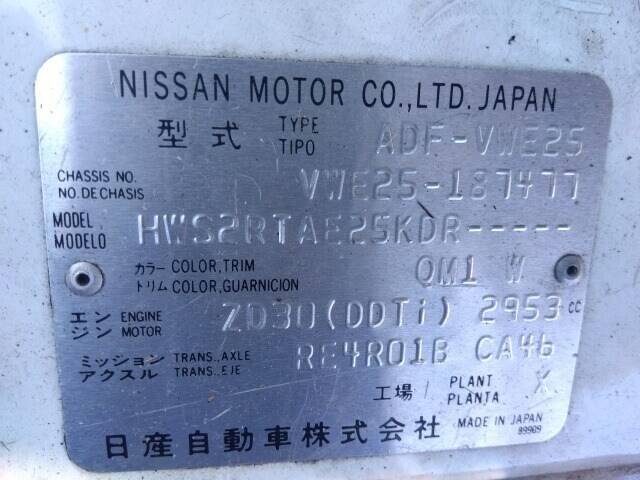 NISSAN MOTOR CO.,LTD. JAPAN
型式 TYPE TIPO ADF-VWE25
CHASSIS NO. NO. DE CHASIS VWE25-187477
MODEL MODELO HWS2RTAE25KDR-----
カラー COLOR,TRIM QM1 W
トリム COLOR,GUARNICION
エンジン ENGINE MOTOR ZD30(DDTi) 2953 cc
ミッション TRANS.,AXLE RE4R01B CA46
アクスル TRANS.,EJE
工場 / PLANT PLANTA X
日産自動車株式会社 MADE IN JAPAN
89909